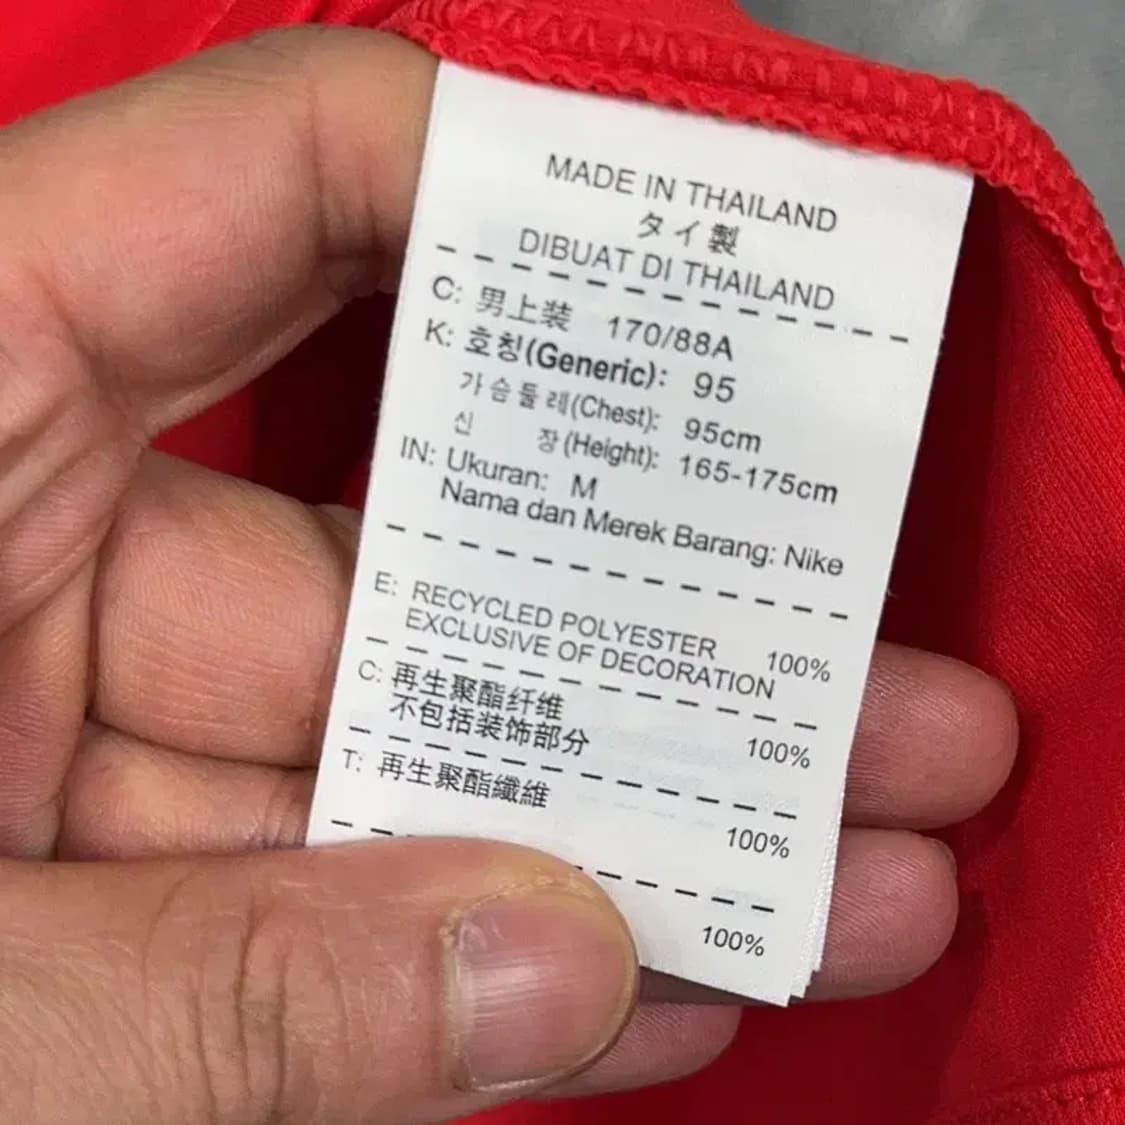 MADE IN THAILAND
タイ製
DIBUAT DI THAILAND
C: 男上装 170/88A
K: 호칭(Generic): 95
가슴둘레(Chest): 95cm
신 장(Height): 165-175cm
IN: Ukuran: M
Nama dan Merek Barang: Nike
E: RECYCLED POLYESTER 100%
EXCLUSIVE OF DECORATION
C: 再生聚酯纤维 100%
不包括装饰部分
T: 再生聚酯纖維 100%
100%